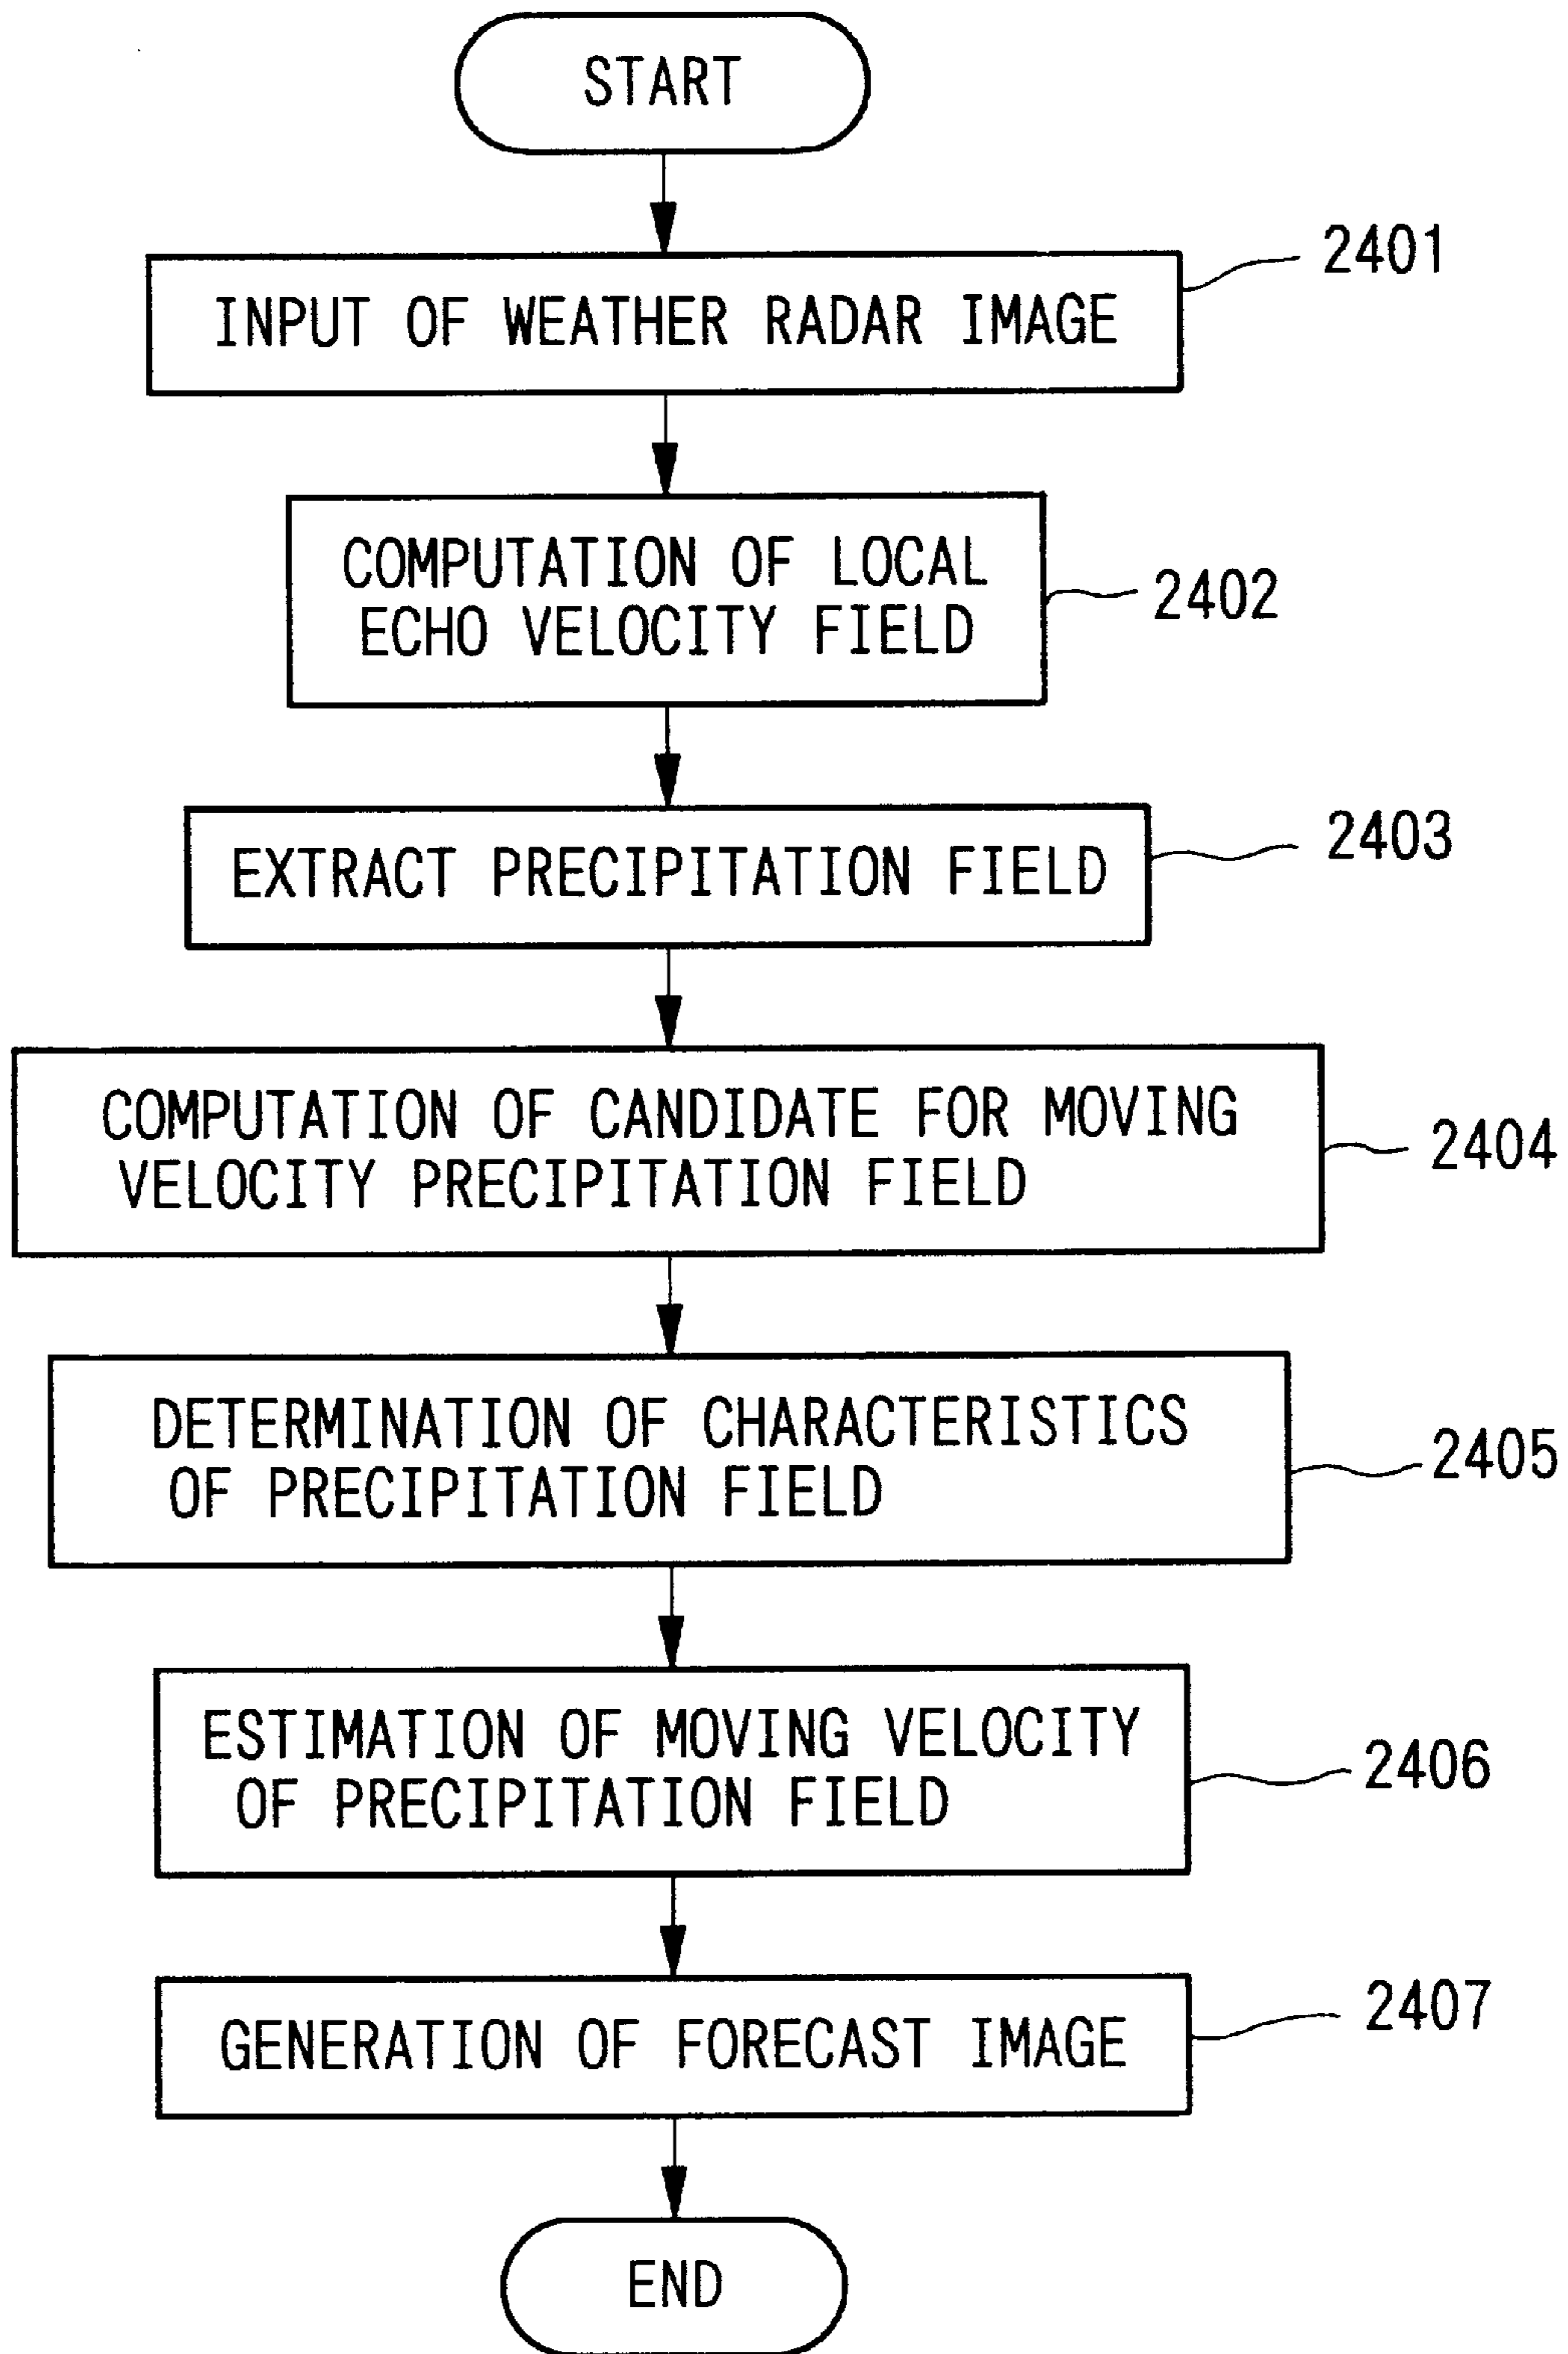 START
2401
INPUT OF WEATHER RADAR IMAGE
COMPUTATION OF LOCAL
ECHO VELOCITY FIELD
2402
EXTRACT PRECIPITATION FIELD
2403
COMPUTATION OF CANDIDATE FOR MOVING
VELOCITY PRECIPITATION FIELD
2404
DETERMINATION OF CHARACTERISTICS
OF PRECIPITATION FIELD
2405
ESTIMATION OF MOVING VELOCITY
OF PRECIPITATION FIELD
2406
GENERATION OF FORECAST IMAGE
2407
END